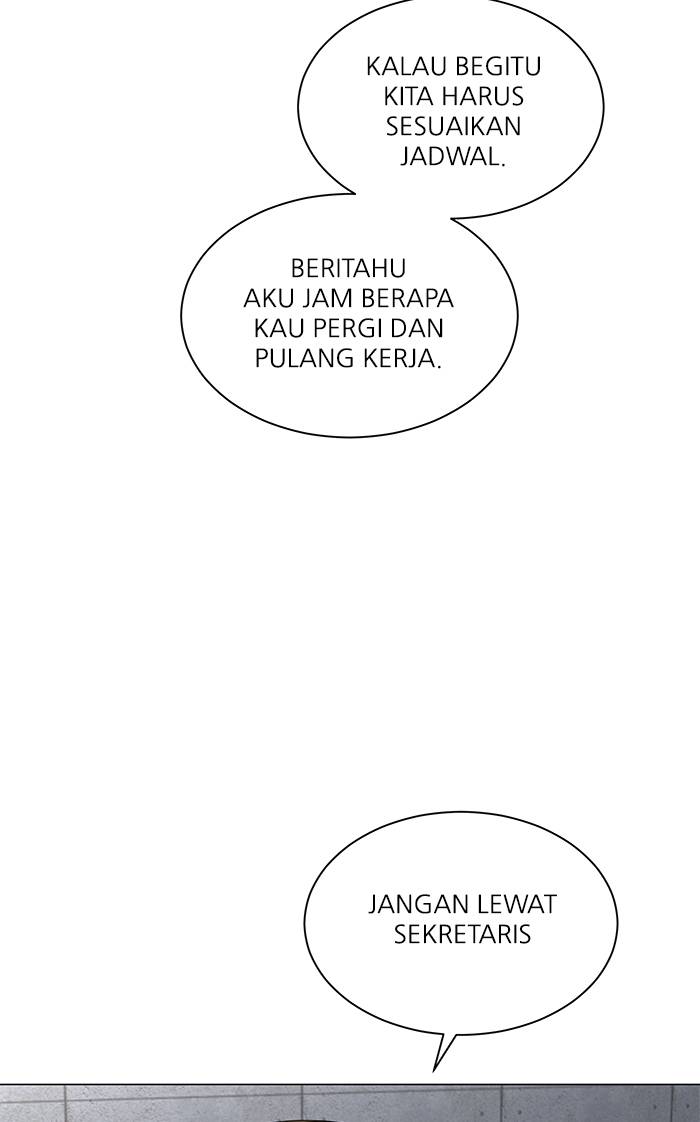 KALAU BEGITU
KITA HARUS
SESUAIKAN
JADWAL.
BERITAHU
AKU JAM BERAPA
KAU PERGI DAN
PULANG KERJA.
JANGAN LEWAT
SEKRETARIS